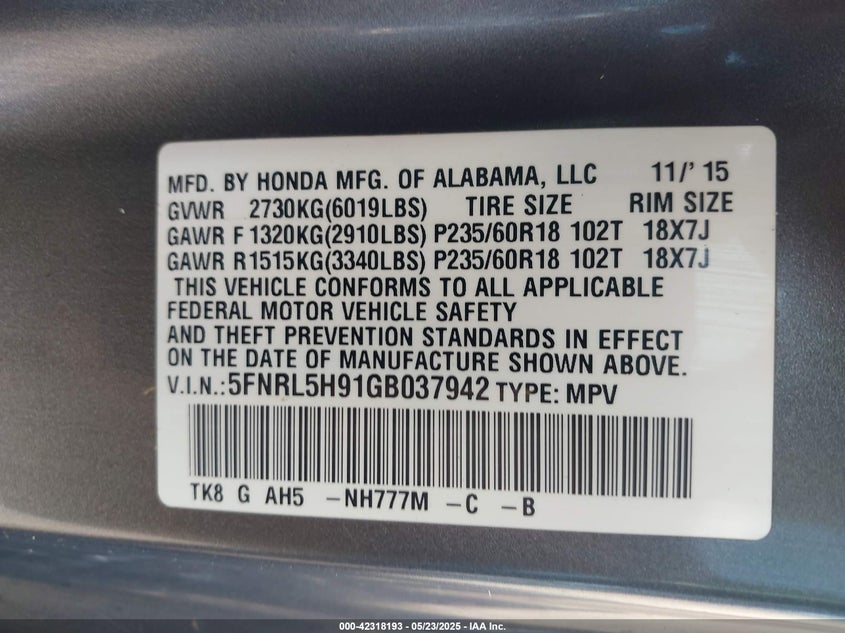 MFD. BY HONDA MFG. OF ALABAMA, LLC 11/' 15
GVWR 2730KG(6019LBS) TIRE SIZE RIM SIZE
GAWR F 1320KG(2910LBS) P235/60R18 102T 18X7J
GAWR R1515KG(3340LBS) P235/60R18 102T 18X7J
THIS VEHICLE CONFORMS TO ALL APPLICABLE
FEDERAL MOTOR VEHICLE SAFETY
AND THEFT PREVENTION STANDARDS IN EFFECT
ON THE DATE OF MANUFACTURE SHOWN ABOVE.
V.I.N.:5FNRL5H91GB037942 TYPE: MPV
TK8 G AH5 -NH777M -C -B
000-42318193 - 05/23/2025 - IAA Inc.